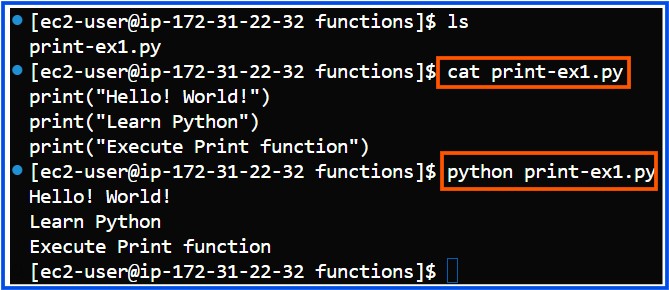 [ec2-user@ip-172-31-22-32 functions]$ ls
print-ex1.py
[ec2-user@ip-172-31-22-32 functions]$ cat print-ex1.py
print("Hello! World!")
print("Learn Python")
print("Execute Print function")
[ec2-user@ip-172-31-22-32 functions]$ python print-ex1.py
Hello! World!
Learn Python
Execute Print function
[ec2-user@ip-172-31-22-32 functions]$